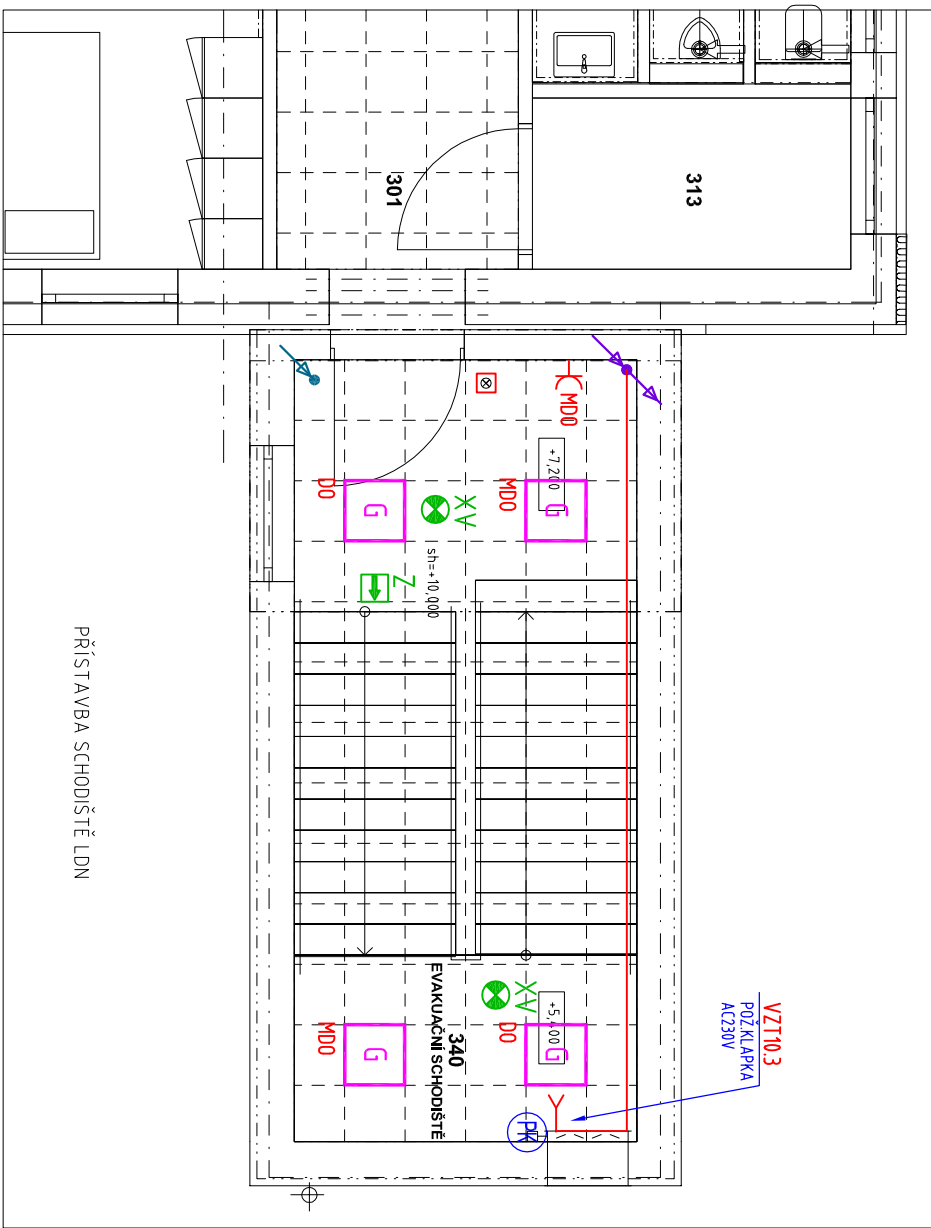 301
313
MDO
+7,200
DO
G
XV
MDO
G
Z
sh=+10,000
PŘÍSTAVBA SCHODIŠTĚ LDN
VZT10.3
POŽ.KLAPKA
AC230V
XV
+5,400
DO
G
MDO
G
340
EVAKUAČNÍ SCHODIŠTĚ
PK